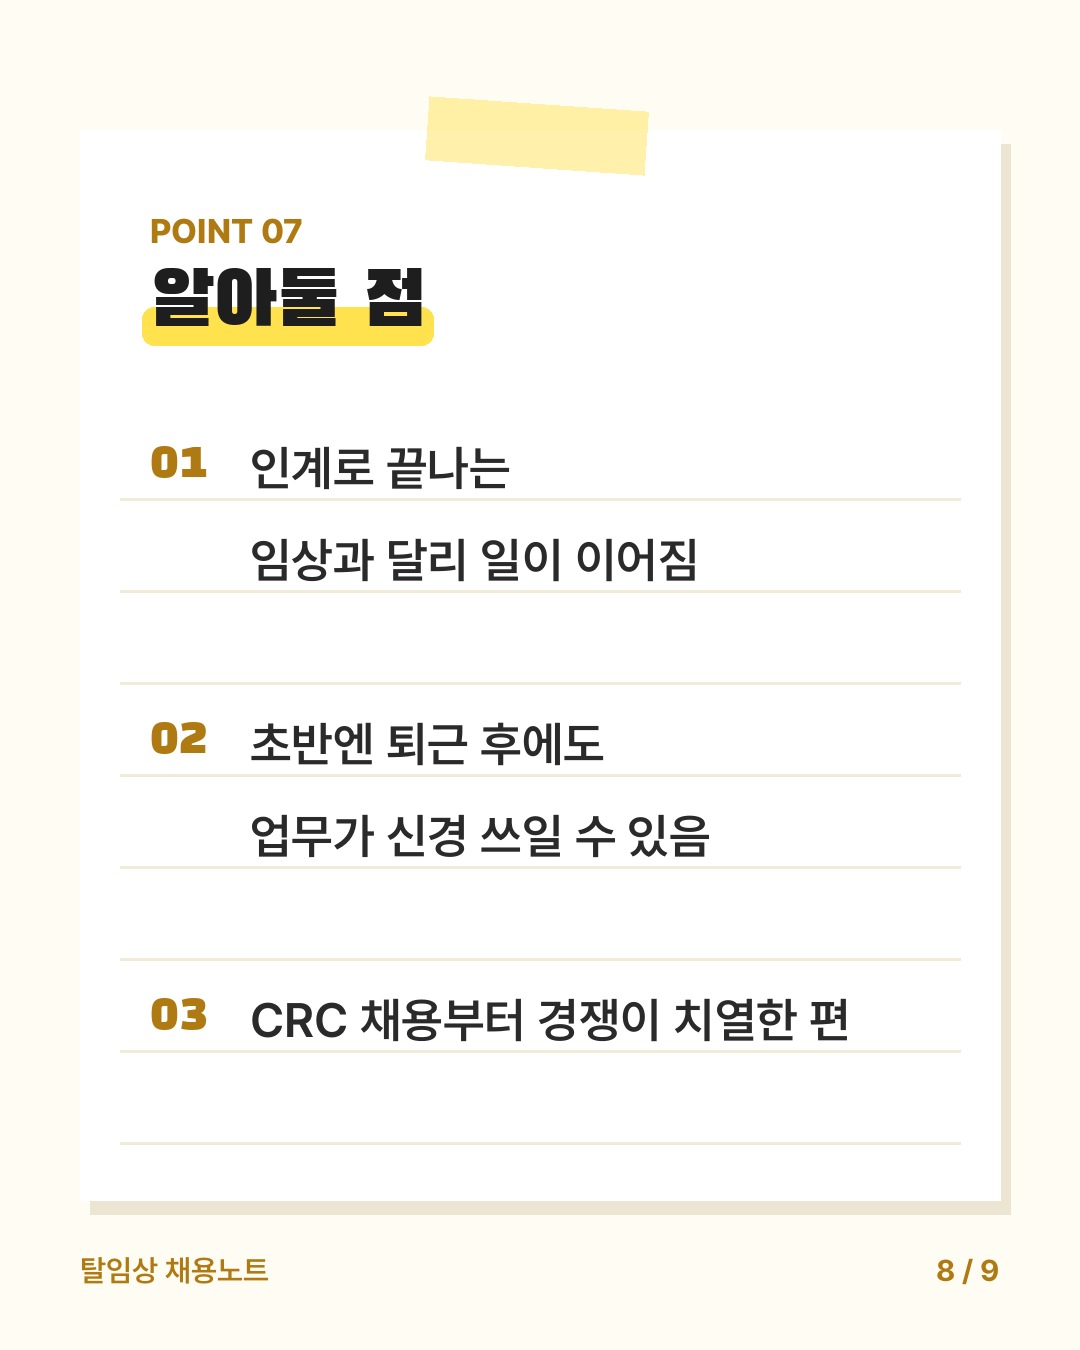 POINT 07
알아둘 점
01 인계로 끝나는
임상과 달리 일이 이어짐
02 초반엔 퇴근 후에도
업무가 신경 쓰일 수 있음
03 CRC 채용부터 경쟁이 치열한 편
탈임상 채용노트
8 / 9